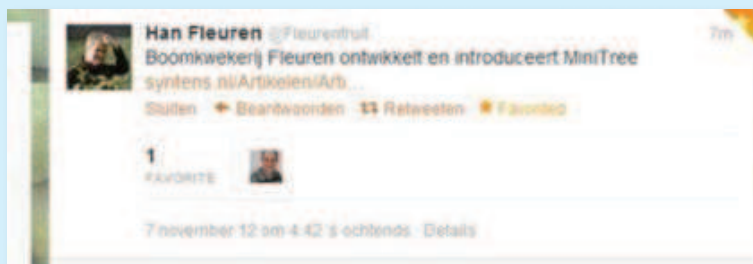 Han Fleuren @Fleurenfruit 7m
Boomkwekerij Fleuren ontwikkelt en introduceert MiniTree
syntens.nl/Artikelen/Arb...
Sluiten Beantwoorden Retweeten Favorited
1
FAVORITE
7 november 12 om 4:42 's ochtends · Details